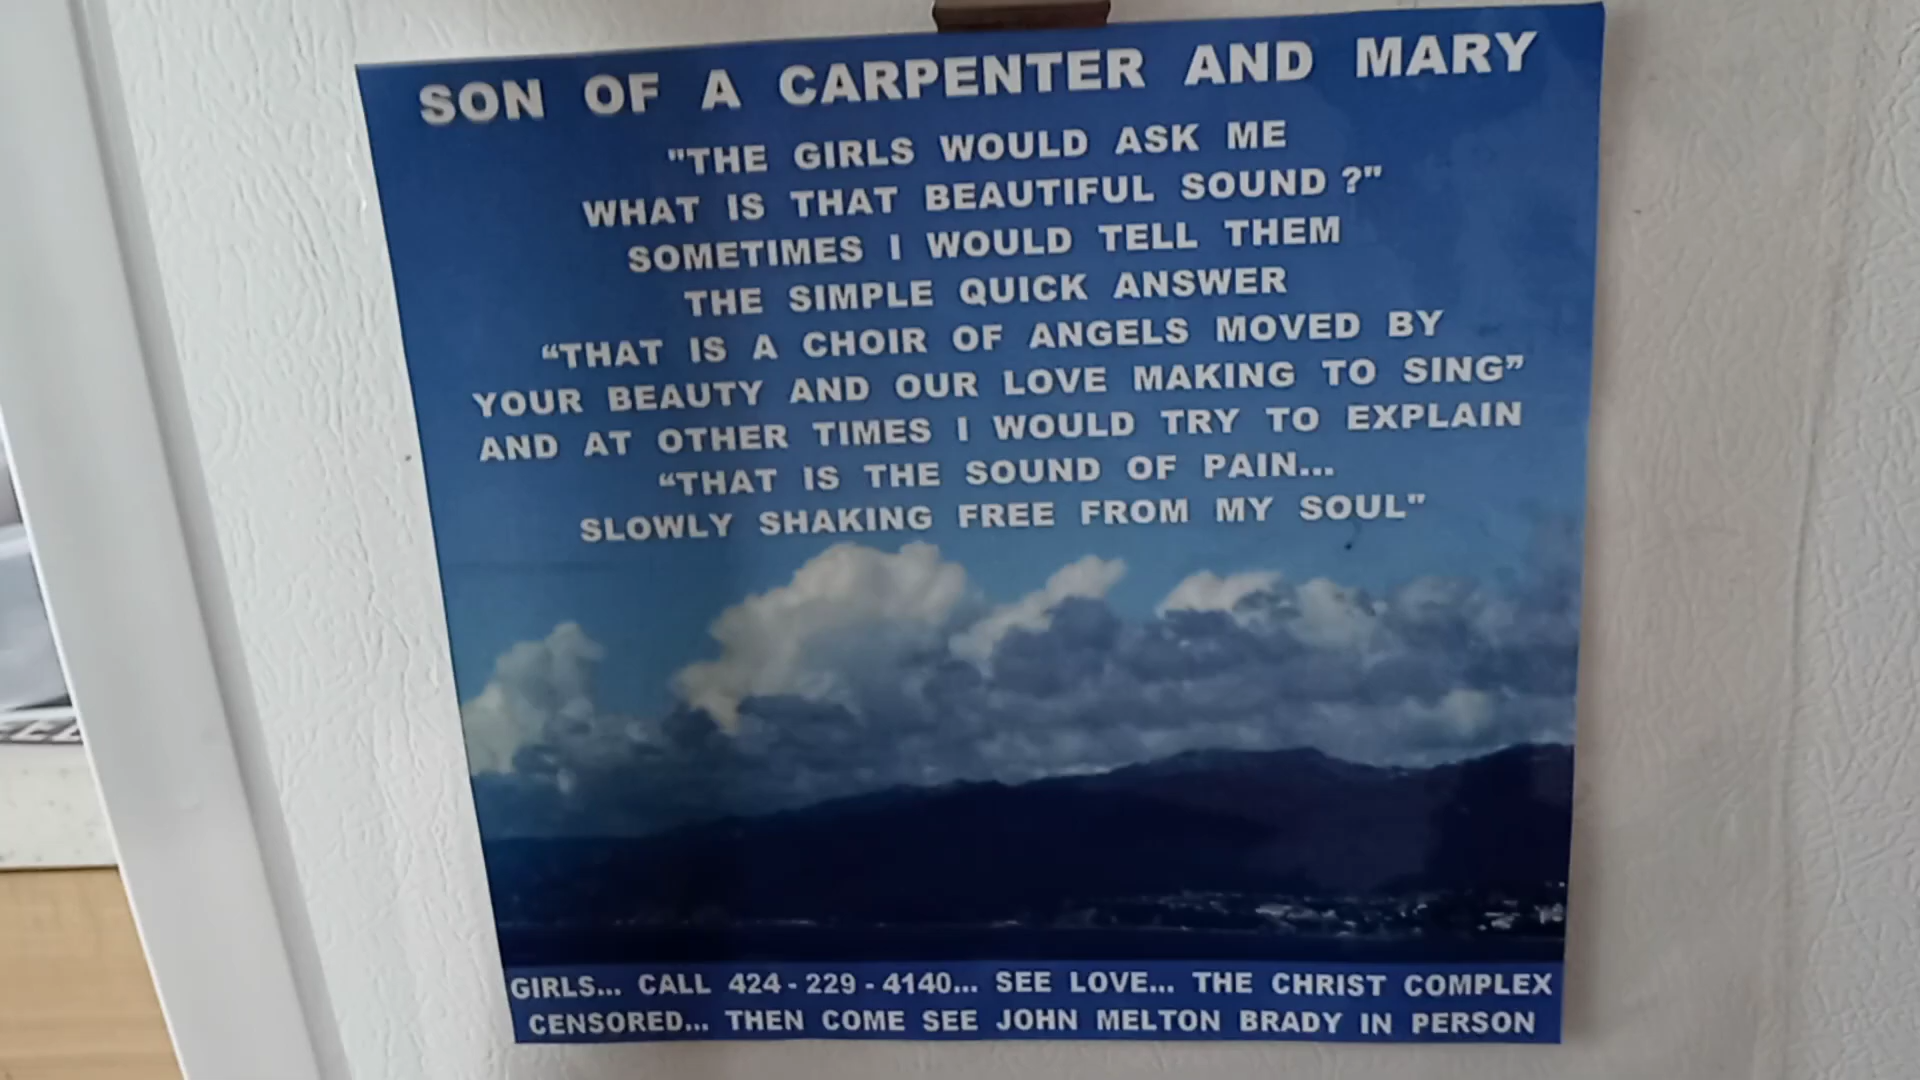 SON OF A CARPENTER AND MARY
"THE GIRLS WOULD ASK ME
WHAT IS THAT BEAUTIFUL SOUND ?"
SOMETIMES I WOULD TELL THEM
THE SIMPLE QUICK ANSWER
“THAT IS A CHOIR OF ANGELS MOVED BY
YOUR BEAUTY AND OUR LOVE MAKING TO SING”
AND AT OTHER TIMES I WOULD TRY TO EXPLAIN
“THAT IS THE SOUND OF PAIN...
SLOWLY SHAKING FREE FROM MY SOUL"
GIRLS... CALL 424-229-4140... SEE LOVE... THE CHRIST COMPLEX
CENSORED... THEN COME SEE JOHN MELTON BRADY IN PERSON